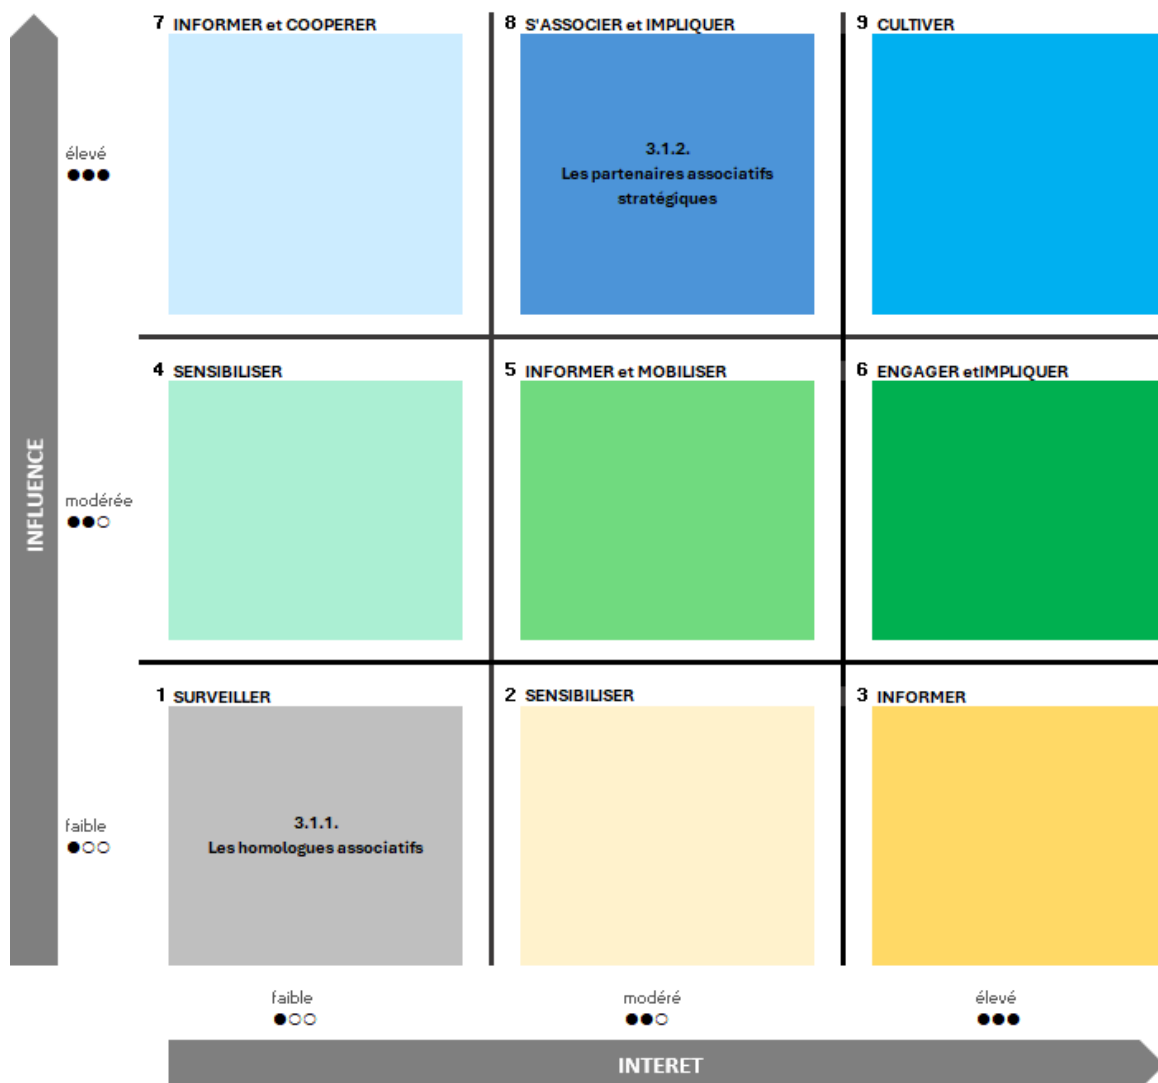 7 INFORMER et COOPERER
8 S'ASSOCIER et IMPLIQUER
9 CULTIVER
élevé
●●●
3.1.2.
Les partenaires associatifs
stratégiques
4 SENSIBILISER
5 INFORMER et MOBILISER
6 ENGAGER etIMPLIQUER
INFLUENCE
modérée
●●○
1 SURVEILLER
2 SENSIBILISER
3 INFORMER
faible
●○○
3.1.1.
Les homologues associatifs
faible
●○○
modéré
●●○
élevé
●●●
INTERET